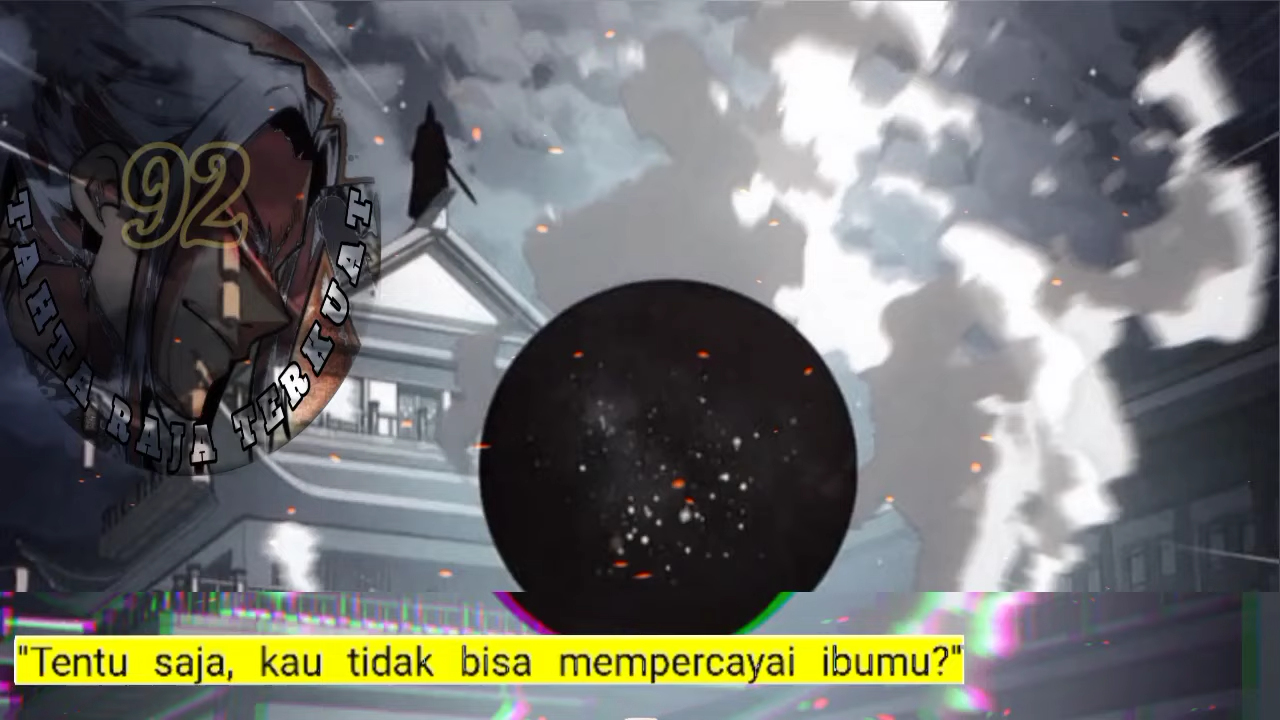 92
TAHTA RAJA TERKUAT
"Tentu saja, kau tidak bisa mempercayai ibumu?"